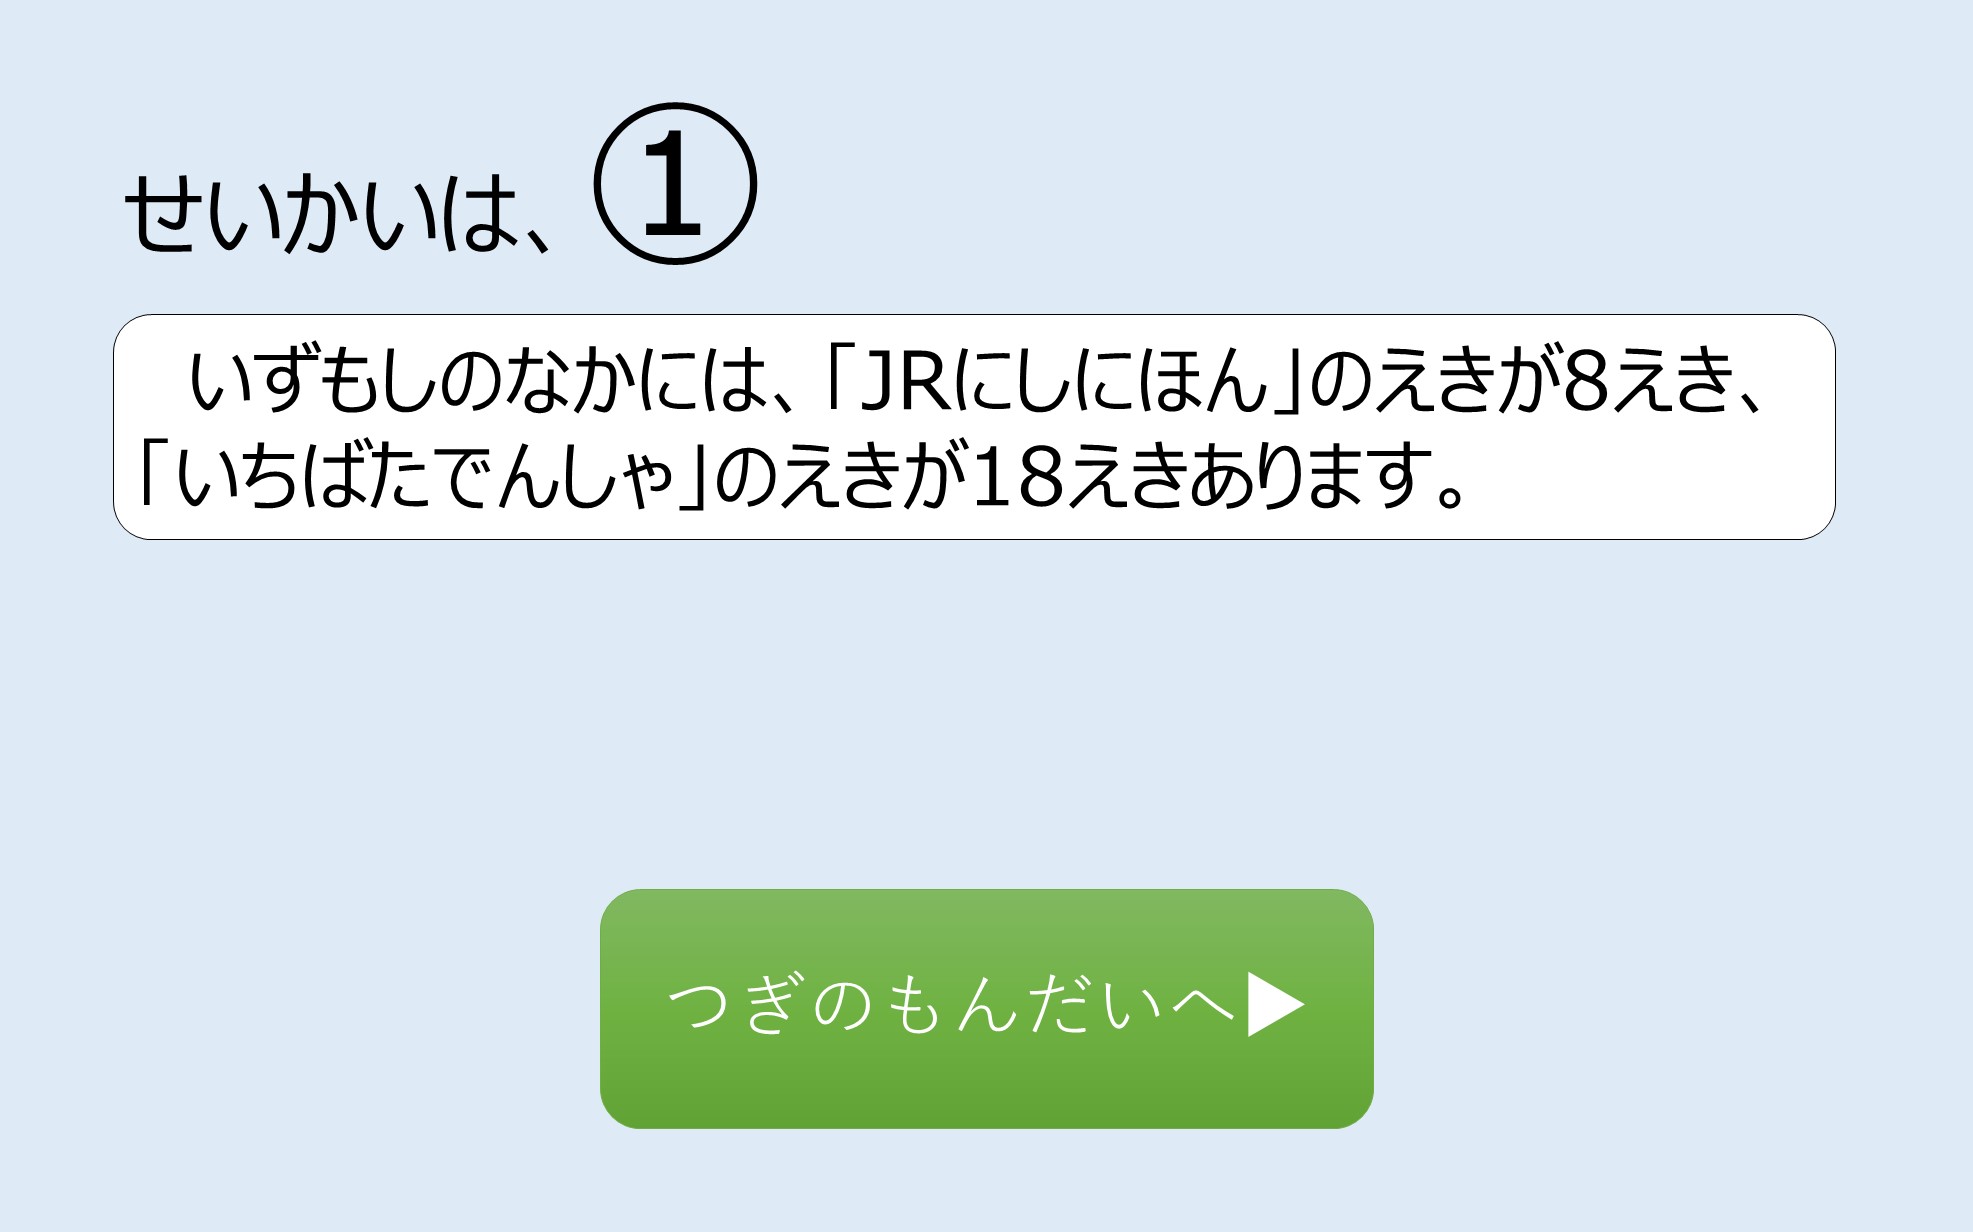 せいかいは、①
いずもしのなかには、「JRにしにほん」のえきが8えき、
「いちばたでんしゃ」のえきが18えきあります。
つぎのもんだいへ▶